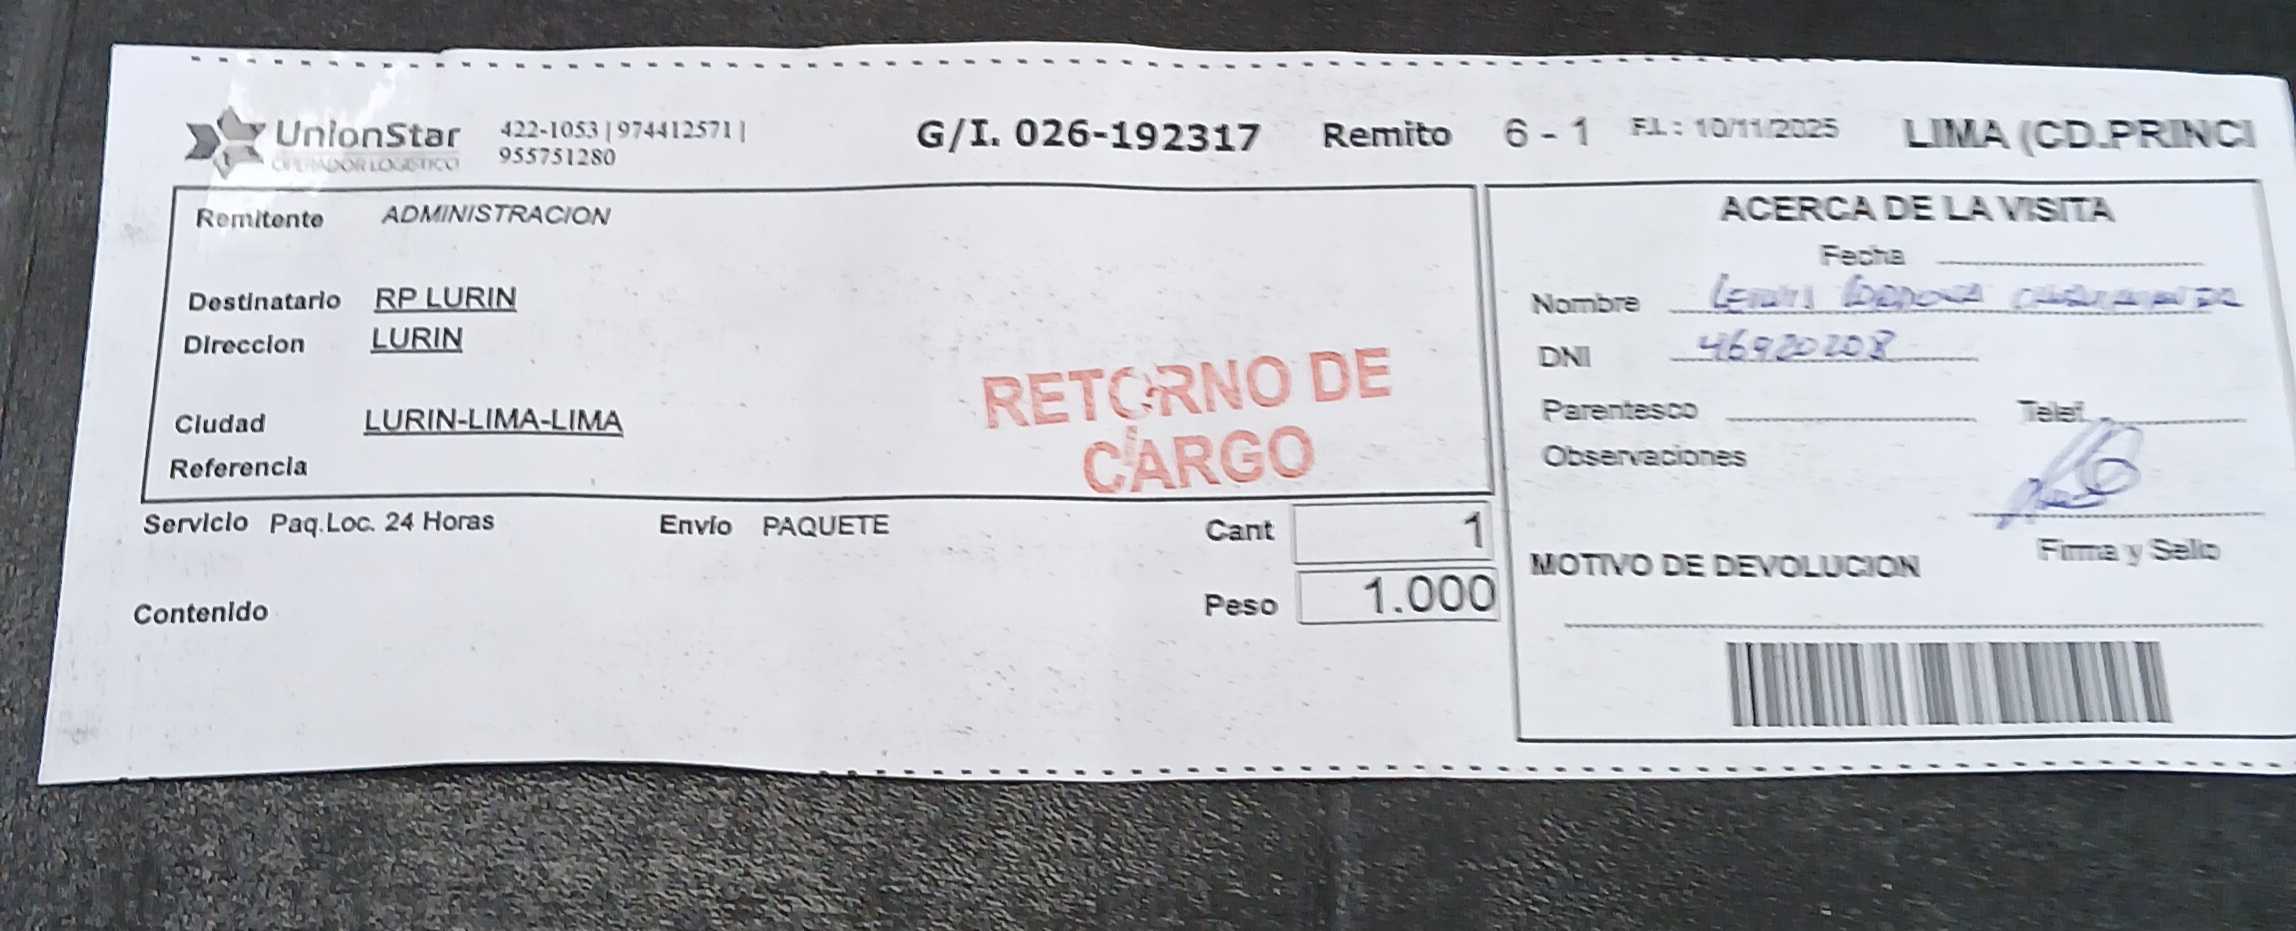 UnionStar
OPERADOR LOGISTICO
422-1053 | 974412571 |
955751280
G/I. 026-192317 Remito 6 - 1 F.I.: 10/11/2025 LIMA (CD.PRINCI
Remitente ADMINISTRACION
Destinatario RP LURIN
Direccion LURIN
Ciudad LURIN-LIMA-LIMA
Referencia
RETORNO DE
CARGO
Servicio Paq.Loc. 24 Horas Envío PAQUETE Cant 1
Peso 1.000
Contenido
ACERCA DE LA VISITA
Fecha
Nombre
DNI 46920208
Parentesco Telef.
Observaciones
Firma y Sello
MOTIVO DE DEVOLUCION